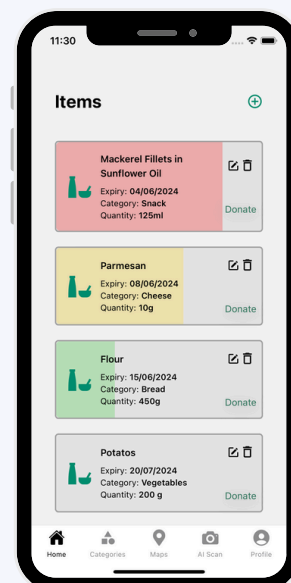 11:30
Items
Mackerel Fillets in
Sunflower Oil
Expiry: 04/06/2024
Category: Snack
Quantity: 125ml
Donate
Parmesan
Expiry: 08/06/2024
Category: Cheese
Quantity: 10g
Donate
Flour
Expiry: 15/06/2024
Category: Bread
Quantity: 450g
Donate
Potatos
Expiry: 20/07/2024
Category: Vegetables
Quantity: 200 g
Donate
Home Categories Maps AI Scan Profile